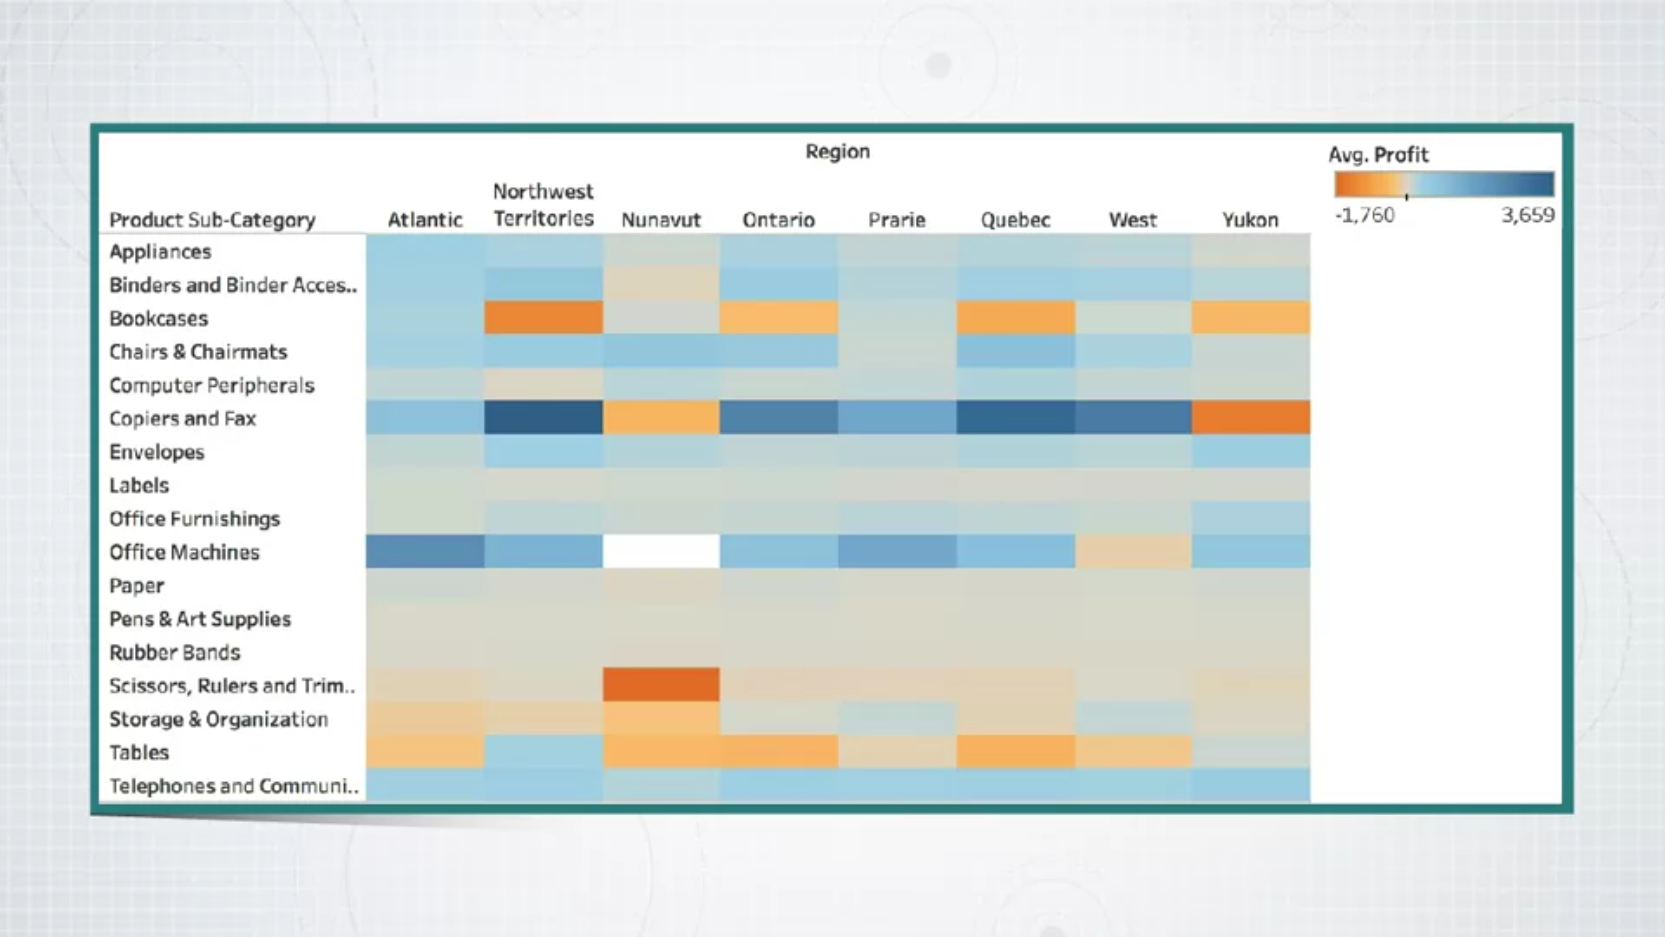 Region
Avg. Profit
-1,760 3,659
Product Sub-Category Atlantic Northwest Territories Nunavut Ontario Prarie Quebec West Yukon
Appliances
Binders and Binder Acces..
Bookcases
Chairs & Chairmats
Computer Peripherals
Copiers and Fax
Envelopes
Labels
Office Furnishings
Office Machines
Paper
Pens & Art Supplies
Rubber Bands
Scissors, Rulers and Trim..
Storage & Organization
Tables
Telephones and Communi..